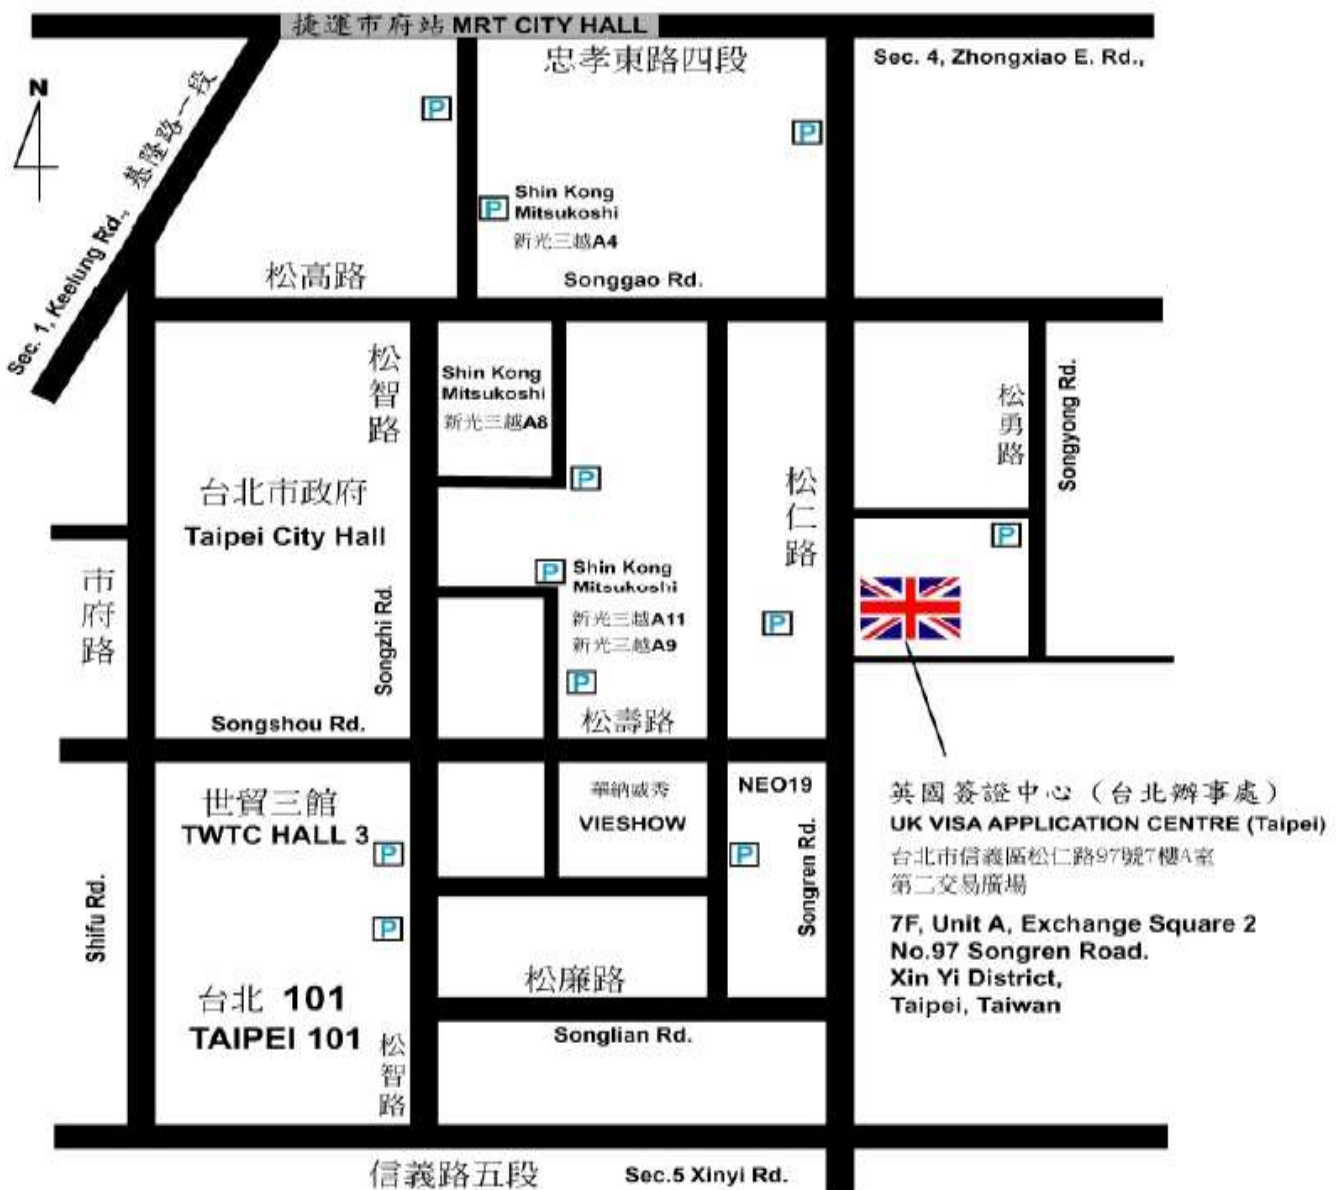 捷運市府站 MRT CITY HALL
忠孝東路四段
Sec. 4, Zhongxiao E. Rd.,
N
基隆路一段
Sec. 1, Keelung Rd.,
P
P
P
Shin Kong
Mitsukoshi
新光三越A4
松高路
Songgao Rd.
松智路
Shin Kong
Mitsukoshi
新光三越A8
松勇路
Songyong Rd.
台北市政府
Taipei City Hall
P
松仁路
P
市府路
Songzhi Rd.
P
Shin Kong
Mitsukoshi
新光三越A11
新光三越A9
P
P
Songshou Rd.
松壽路
世貿三館
TWTC HALL 3
P
華納威秀
VIESHOW
NEO19
P
Songren Rd.
英國簽證中心（台北辦事處）
UK VISA APPLICATION CENTRE (Taipei)
台北市信義區松仁路97號7樓A室
第二交易廣場
7F, Unit A, Exchange Square 2
No.97 Songren Road.
Xin Yi District,
Taipei, Taiwan
Shifu Rd.
P
台北 101
TAIPEI 101
松智路
松廉路
Songlian Rd.
信義路五段
Sec.5 Xinyi Rd.